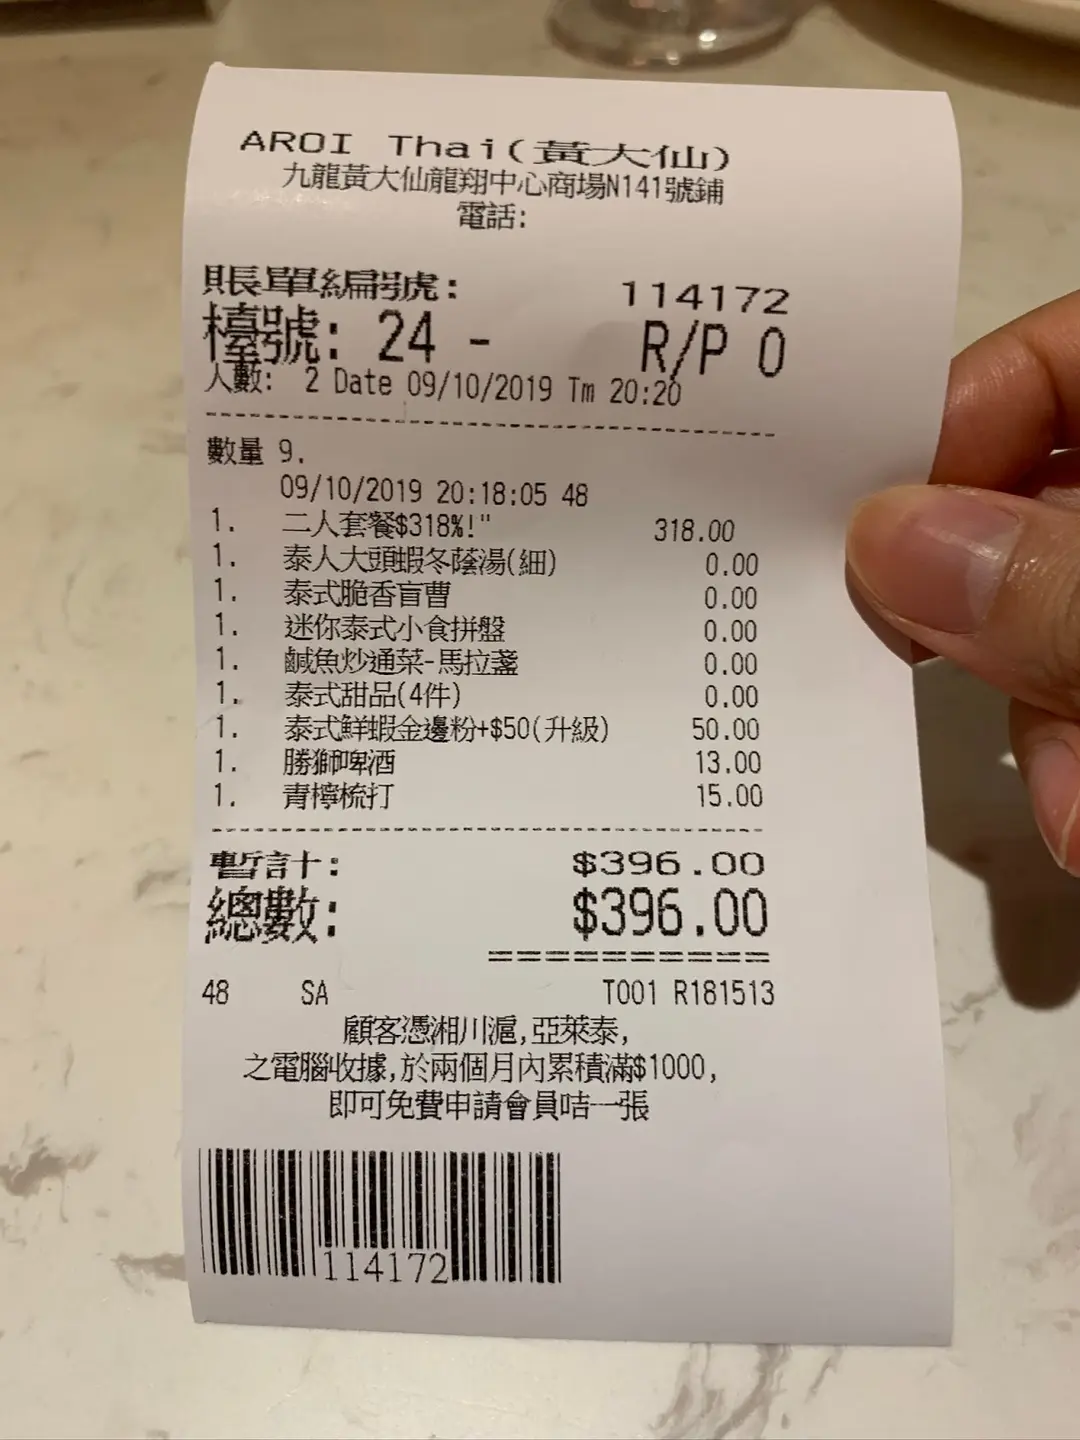 AROI Thai(黃大仙)
九龍黃大仙龍翔中心商場N141號鋪
電話:
賬單編號: 114172
檯號: 24 - R/P 0
人數: 2 Date 09/10/2019 Tm 20:20
數量 9.
09/10/2019 20:18:05 48
1. 二人套餐$318%!" 318.00
1. 泰人大頭蝦冬蔭湯(細) 0.00
1. 泰式脆香盲曹 0.00
1. 迷你泰式小食拼盤 0.00
1. 鹹魚炒通菜-馬拉盞 0.00
1. 泰式甜品(4件) 0.00
1. 泰式鮮蝦金邊粉+$50(升級) 50.00
1. 勝獅啤酒 13.00
1. 青檸梳打 15.00
暫計: $396.00
總數: $396.00
48 SA T001 R181513
顧客憑湘川滬,亞萊泰,
之電腦收據,於兩個月內累積滿$1000,
即可免費申請會員咭一張
114172